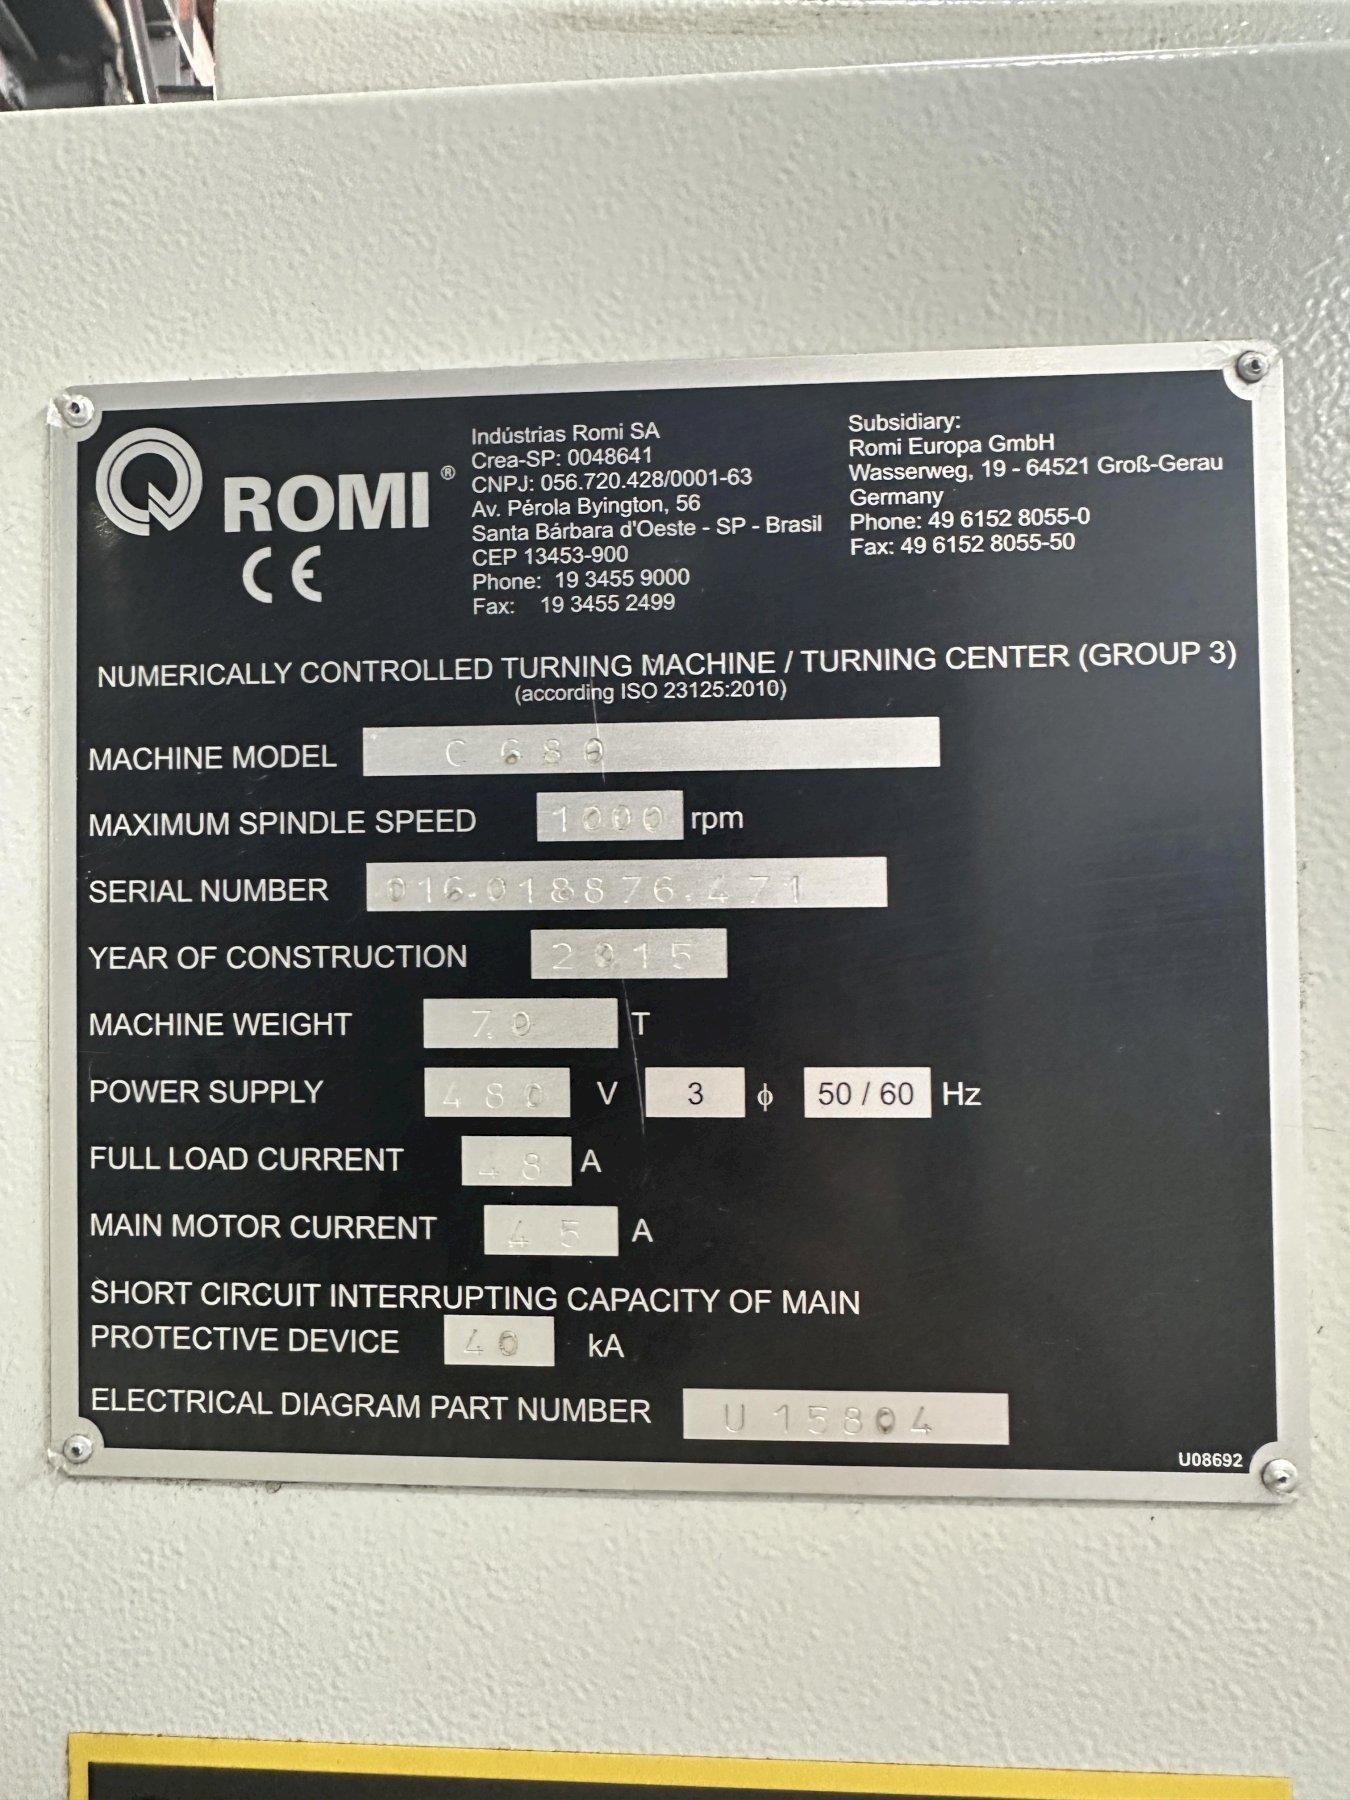 ROMI ®
CE
Indústrias Romi SA
Crea-SP: 0048641
CNPJ: 056.720.428/0001-63
Av. Pérola Byington, 56
Santa Bárbara d'Oeste - SP - Brasil
CEP 13453-900
Phone: 19 3455 9000
Fax: 19 3455 2499
Subsidiary:
Romi Europa GmbH
Wasserweg, 19 - 64521 Groß-Gerau
Germany
Phone: 49 6152 8055-0
Fax: 49 6152 8055-50
NUMERICALLY CONTROLLED TURNING MACHINE / TURNING CENTER (GROUP 3)
(according ISO 23125:2010)
MACHINE MODEL C 680
MAXIMUM SPINDLE SPEED 1000 rpm
SERIAL NUMBER 016.018876.471
YEAR OF CONSTRUCTION 2015
MACHINE WEIGHT 7.0 T
POWER SUPPLY 480 V 3 ϕ 50 / 60 Hz
FULL LOAD CURRENT 48 A
MAIN MOTOR CURRENT 45 A
SHORT CIRCUIT INTERRUPTING CAPACITY OF MAIN
PROTECTIVE DEVICE 40 kA
ELECTRICAL DIAGRAM PART NUMBER U15804
U08692